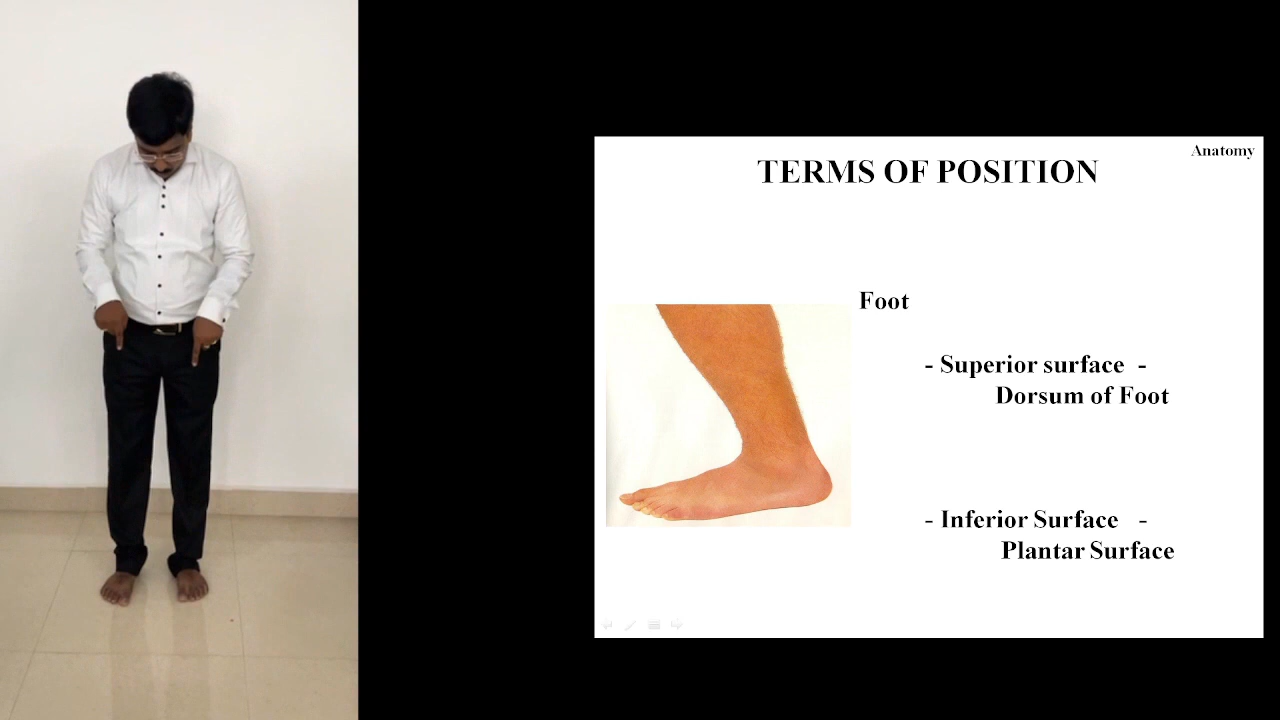 Anatomy
TERMS OF POSITION
Foot
- Superior surface -
Dorsum of Foot
- Inferior Surface -
Plantar Surface